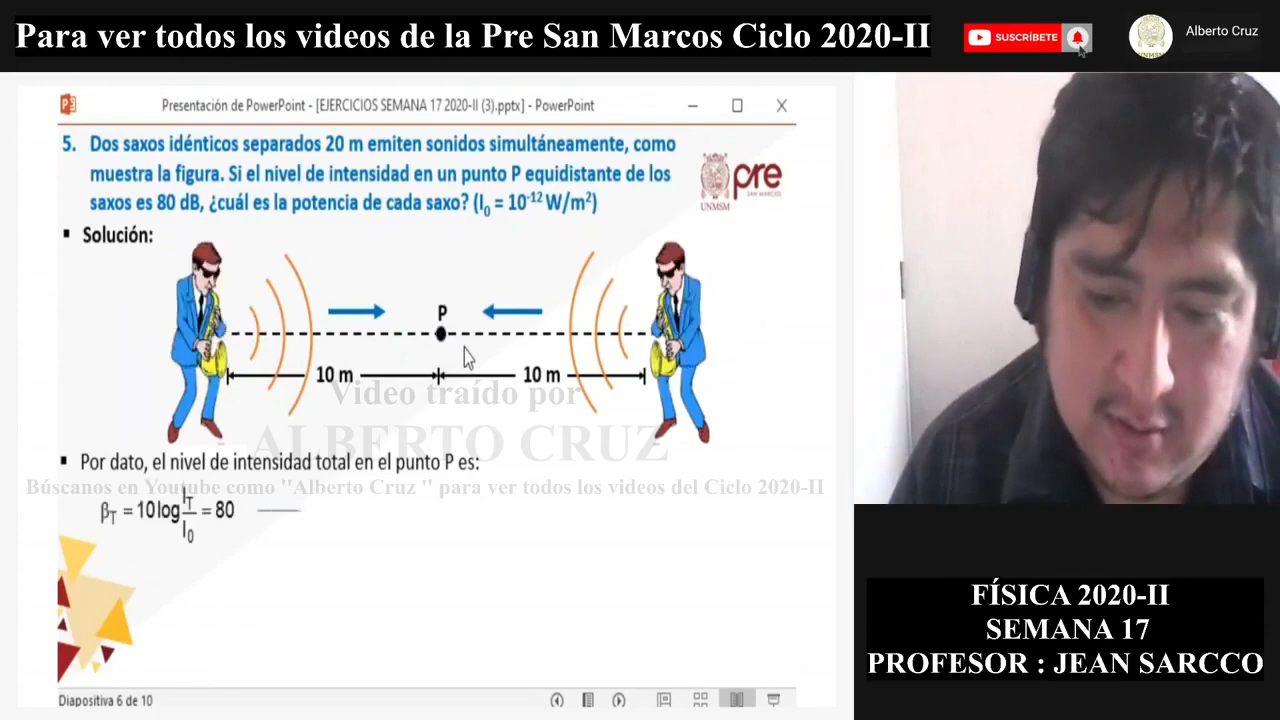 Para ver todos los videos de la Pre San Marcos Ciclo 2020-II
SUSCRÍBETE
Alberto Cruz
UNMSM
Presentación de PowerPoint - [EJERCICIOS SEMANA 17 2020-II (3).pptx] - PowerPoint
5. Dos saxos idénticos separados 20 m emiten sonidos simultáneamente, como
muestra la figura. Si el nivel de intensidad en un punto P equidistante de los
saxos es 80 dB, ¿cuál es la potencia de cada saxo? (I₀ = 10⁻¹² W/m²)
pre
SAN MARCOS
UNMSM
▪ Solución:
P
10 m
10 m
Video traído por
ALBERTO CRUZ
▪ Por dato, el nivel de intensidad total en el punto P es:
Búscanos en Youtube como "Alberto Cruz " para ver todos los videos del Ciclo 2020-II
β_T = 10 log I_T/I₀ = 80
Diapositiva 6 de 10
FÍSICA 2020-II
SEMANA 17
PROFESOR : JEAN SARCCO